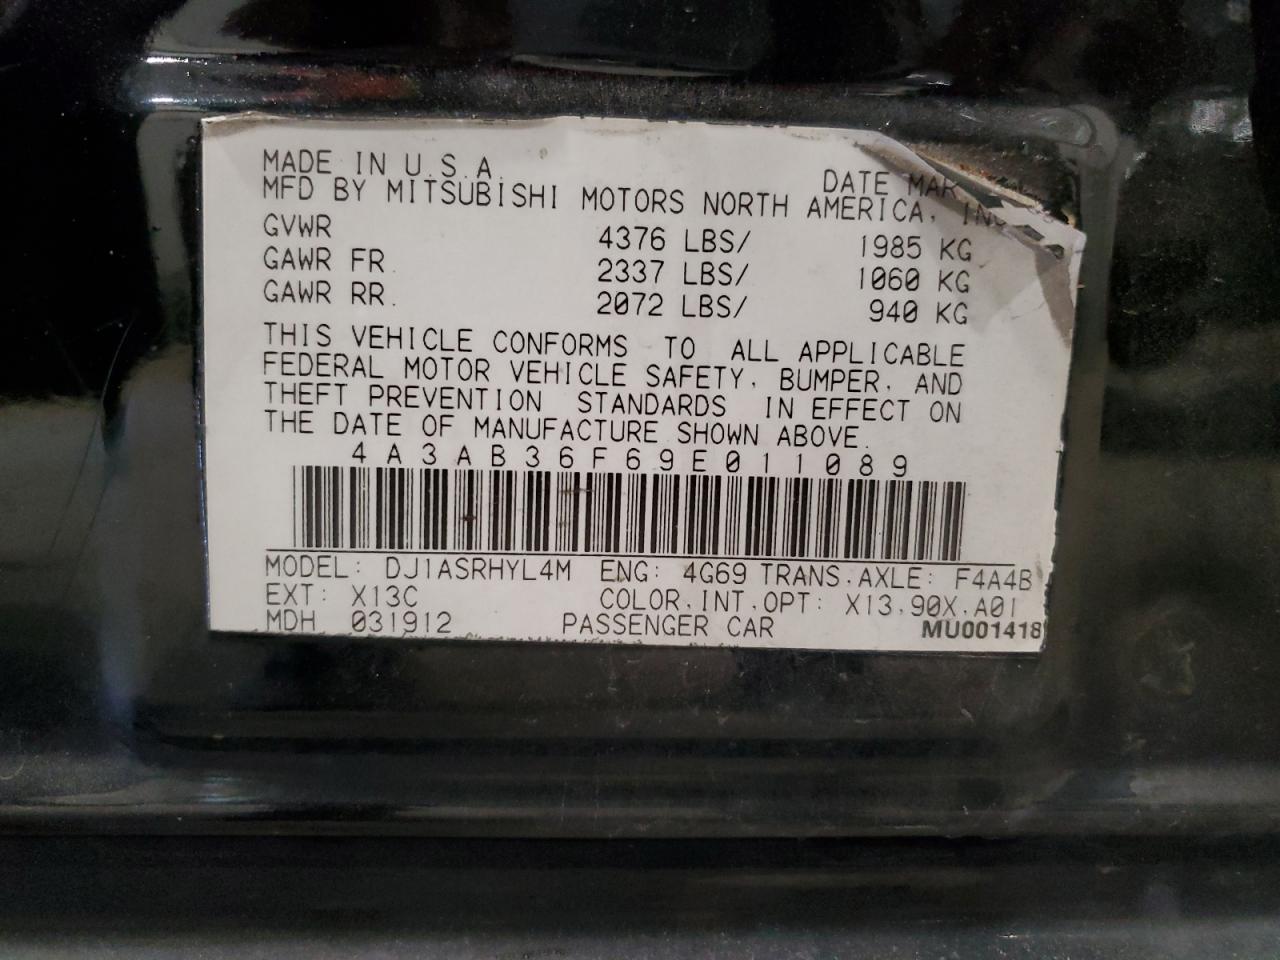 MADE IN U.S.A. DATE MAR
MFD BY MITSUBISHI MOTORS NORTH AMERICA, INC
GVWR 4376 LBS/ 1985 KG
GAWR FR. 2337 LBS/ 1060 KG
GAWR RR. 2072 LBS/ 940 KG
THIS VEHICLE CONFORMS TO ALL APPLICABLE
FEDERAL MOTOR VEHICLE SAFETY, BUMPER, AND
THEFT PREVENTION STANDARDS IN EFFECT ON
THE DATE OF MANUFACTURE SHOWN ABOVE.
4A3AB36F69E011089
MODEL: DJ1ASRHYL4M ENG: 4G69 TRANS.AXLE: F4A4B
EXT: X13C COLOR.INT.OPT: X13.90X.A01
MDH 031912 PASSENGER CAR MU001418